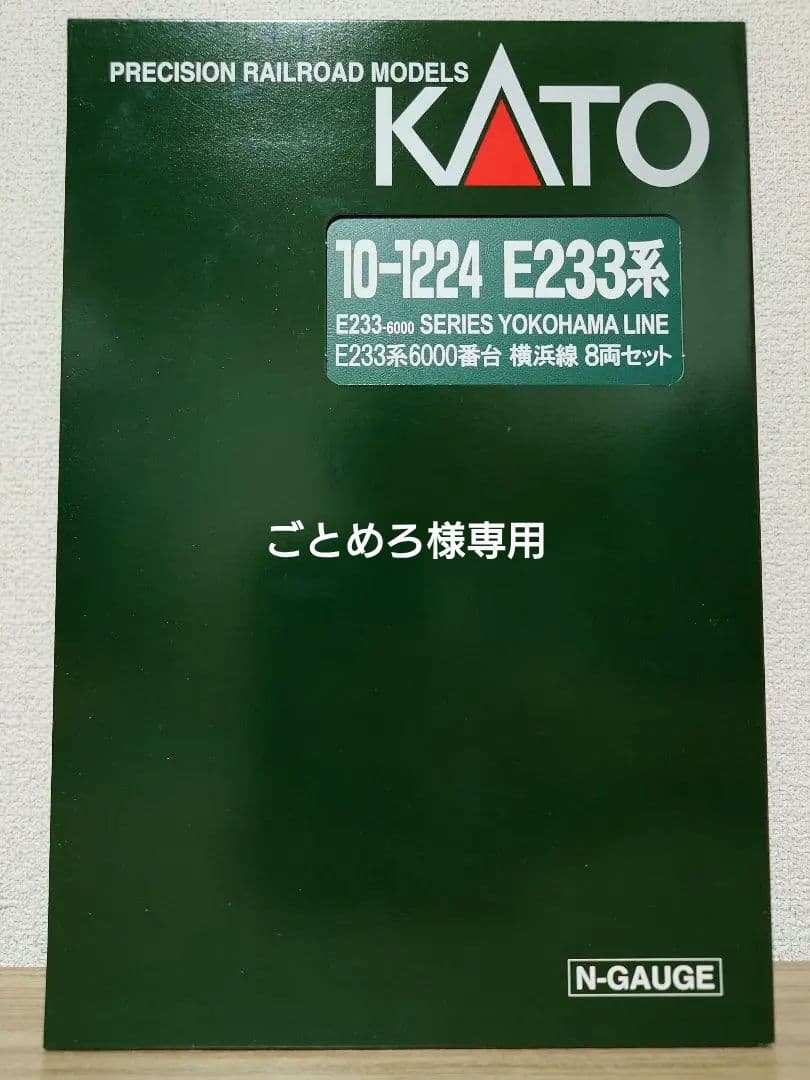 PRECISION RAILROAD MODELS
KATO
10-1224 E233系
E233-6000 SERIES YOKOHAMA LINE
E233系6000番台 横浜線 8両セット
ごとめろ様専用
N-GAUGE